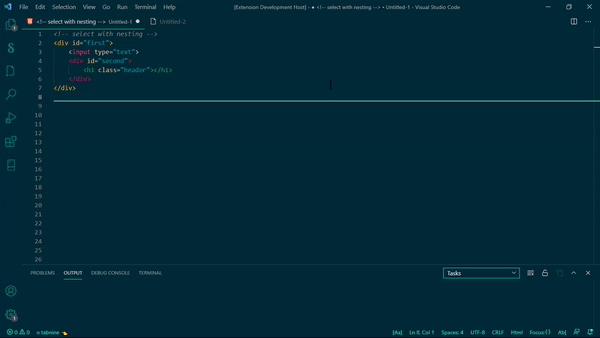 File Edit Selection View Go Run Terminal Help [Extension Development Host] - ● <!-- select with nesting --> • Untitled-1 - Visual Studio Code
<!-- select with nesting --> Untitled-1 ● Untitled-2
1 <!-- select with nesting -->
2 <div id="first">
3 <input type="text">
4 <div id="second">
5 <h1 class="header"></h1>
6 </div>
7 </div>
8
9
10
11
12
13
14
15
16
17
18
19
20
21
22
23
24
25
26
PROBLEMS OUTPUT DEBUG CONSOLE TERMINAL Tasks
0 0 tabnine Ln 8, Col 1 Spaces: 4 UTF-8 CRLF Html